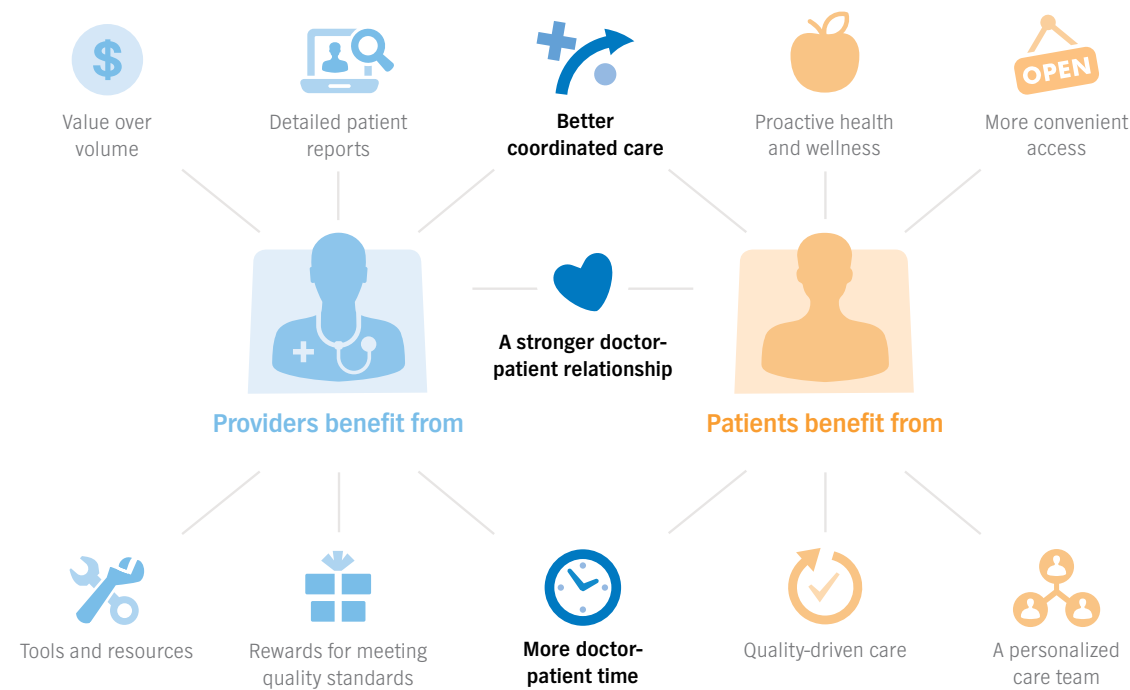 $
OPEN
Value over
volume
Detailed patient
reports
Better
coordinated care
Proactive health
and wellness
More convenient
access
A stronger doctor-
patient relationship
Providers benefit from
Patients benefit from
Tools and resources
Rewards for meeting
quality standards
More doctor-
patient time
Quality-driven care
A personalized
care team